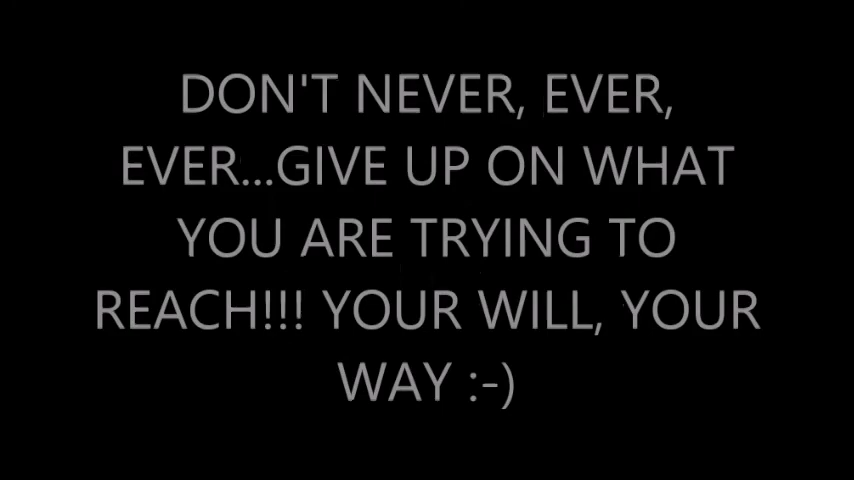 DON'T NEVER, EVER,
EVER...GIVE UP ON WHAT
YOU ARE TRYING TO
REACH!!! YOUR WILL, YOUR
WAY :-)